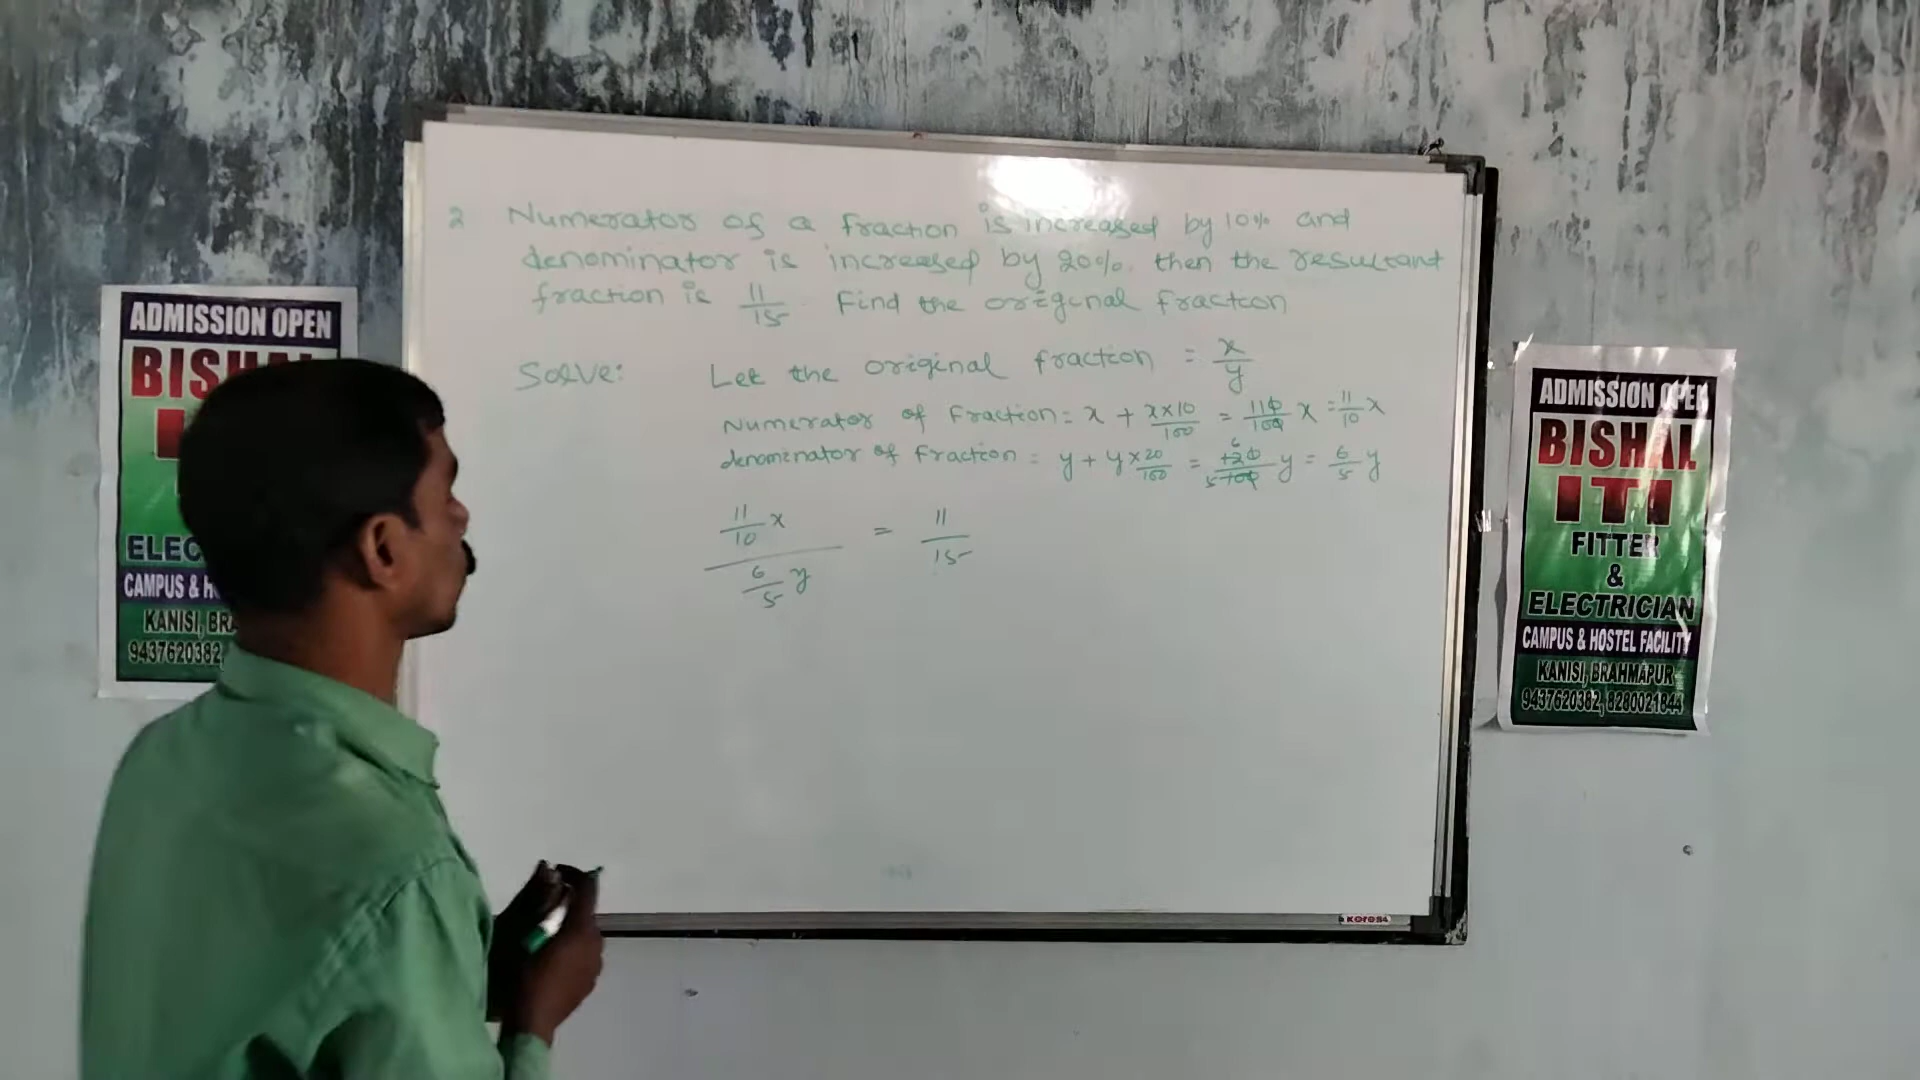 2 Numerator of a fraction is increased by 10% and
denominator is increased by 20%. then the resultant
fraction is 11/15. Find the original fraction
Solve: Let the original fraction = x/y
Numerator of Fraction = x + x×10/100 = 110/100 x = 11/10 x
denominator of Fraction = y + y×20/100 = 120/100 y = 6/5 y
6
5
11/10 x / 6/5 y = 11/15
ADMISSION OPEN
ELEC
CAMPUS & H
KANISI, BRA
9437620382,
ADMISSION OPEN
BISHAL
ITI
FITTER
&
ELECTRICIAN
CAMPUS & HOSTEL FACILITY
KANISI, BRAHMAPUR
9437620382, 8280021844